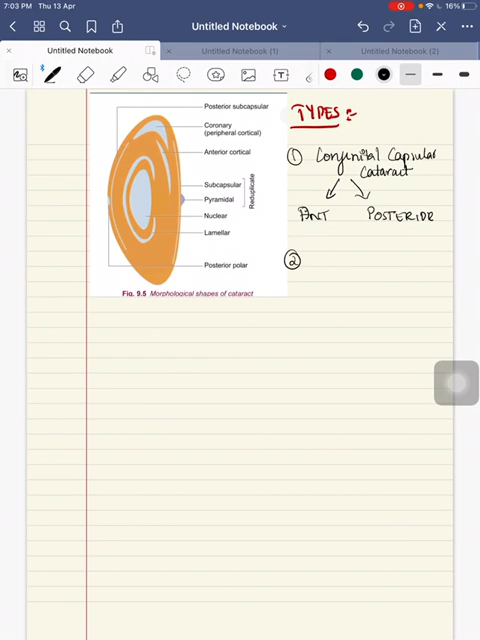 7:03 PM Thu 13 Apr
16%
Untitled Notebook
Untitled Notebook
Untitled Notebook (1)
Untitled Notebook (2)
Posterior subcapsular
Coronary
(peripheral cortical)
Anterior cortical
Subcapsular
Pyramidal
Reduplicate
Nuclear
Lamellar
Posterior polar
Fig. 9.5 Morphological shapes of cataract
TYPES :-
① Congenital Capsular
Cataract
ANT POSTERIOR
②